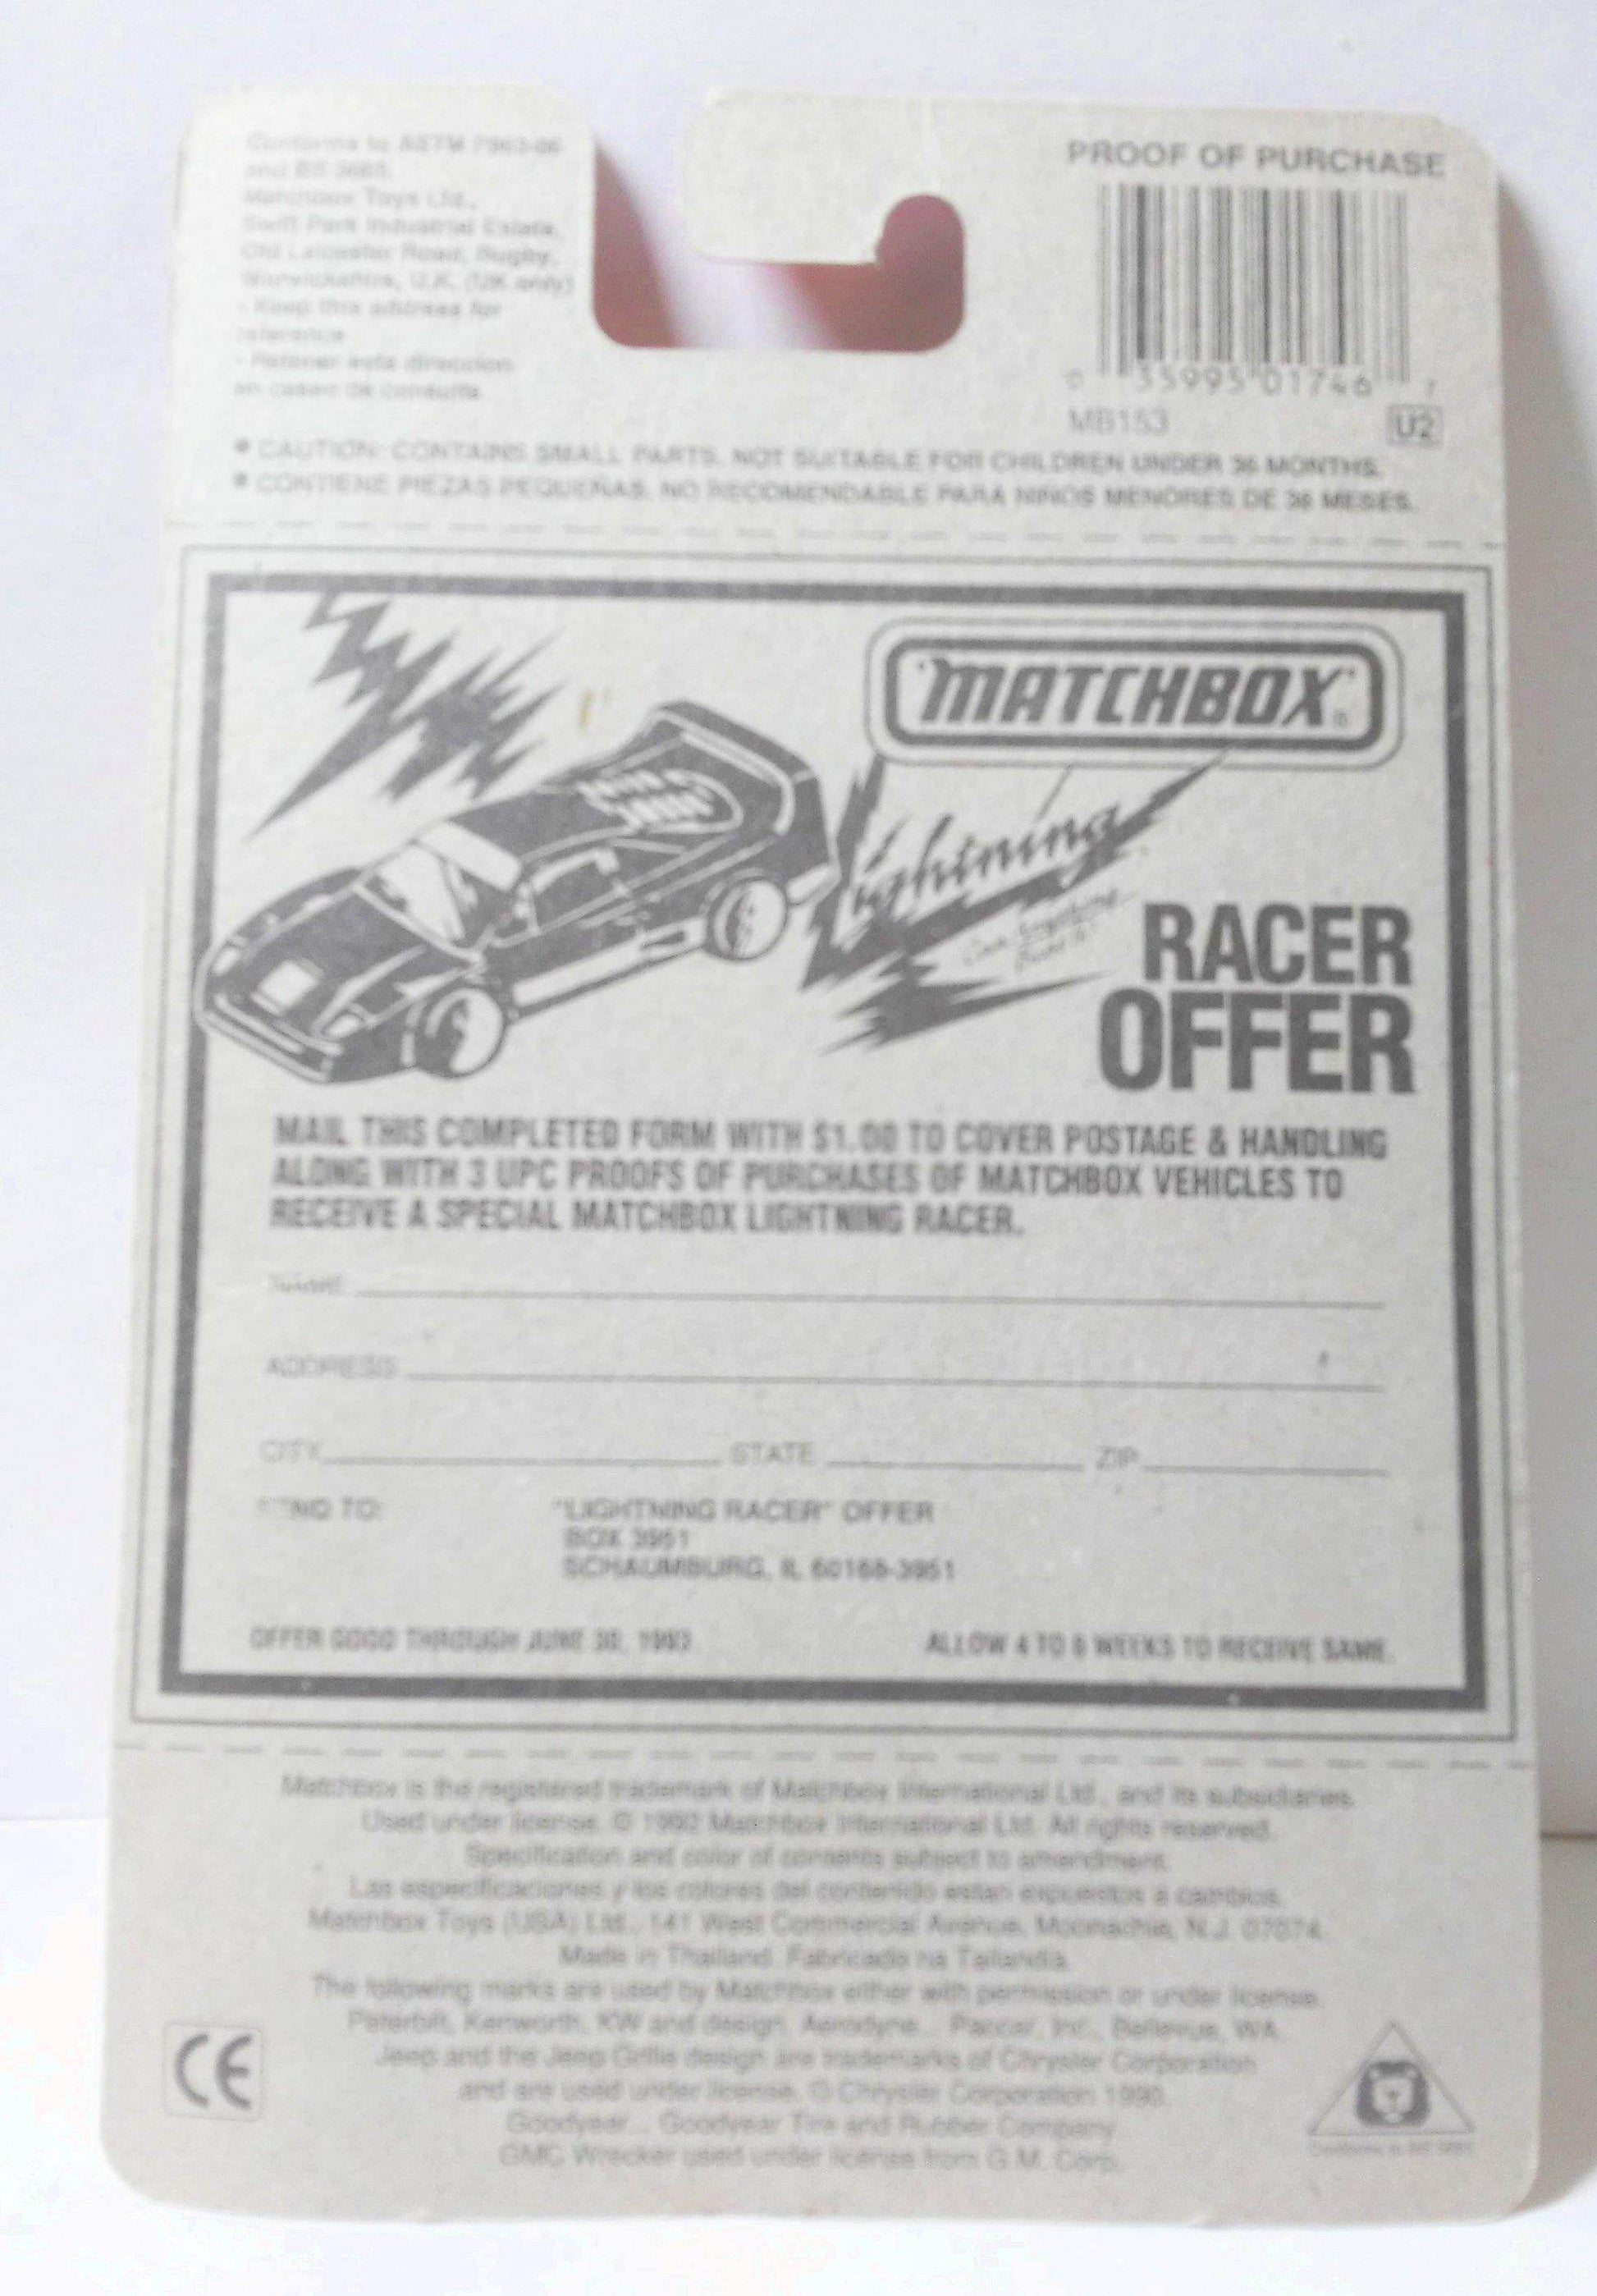 Conforms to ASTM F963-86
and BS 5665.
Matchbox Toys Ltd.,
Swift Park Industrial Estate,
Old Leicester Road, Rugby,
Warwickshire, U.K. (UK only)
- Keep this address for
reference
- Retener esta direccion
en casen de consulta
PROOF OF PURCHASE
0 35995 01746 7
MB153
U2
• CAUTION: CONTAINS SMALL PARTS. NOT SUITABLE FOR CHILDREN UNDER 36 MONTHS.
• CONTIENE PIEZAS PEQUEÑAS. NO RECOMENDABLE PARA NIÑOS MENORES DE 36 MESES.
"MATCHBOX"®
Lightning
RACER
OFFER
MAIL THIS COMPLETED FORM WITH $1.00 TO COVER POSTAGE & HANDLING
ALONG WITH 3 UPC PROOFS OF PURCHASES OF MATCHBOX VEHICLES TO
RECEIVE A SPECIAL MATCHBOX LIGHTNING RACER.
NAME
ADDRESS
CITY STATE ZIP
TO: "LIGHTNING RACER" OFFER
BOX 3951
SCHAUMBURG, IL 60168-3951
OFFER GOOD THROUGH JUNE 30,
ALLOW 4 TO WEEKS TO RECEIVE SAME.
Matchbox is the registered trademark of Matchbox International Ltd., and its subsidiaries.
Used under license. © 1992 Matchbox International Ltd. All rights reserved.
Specification and color of contents subject to amendment.
Las especificaciones y los colores del contenido estan expuestos a cambios.
Matchbox Toys (USA) Ltd., 141 West Commercial Avenue, Moonachie, N.J. 07074.
Made in Thailand. Fabricado na Tailandia.
The following marks are used by Matchbox either with permission or under license.
Peterbilt, Kenworth, KW and design, Aerodyne... Paccar, Inc., Bellevue, WA.
Jeep and the Jeep Grille design are trademarks of Chrysler Corporation
and are used under license. © Chrysler Corporation 1990.
Goodyear... Goodyear Tire and Rubber Company
GMC Wrecker used under license from G.M. Corp.
CE